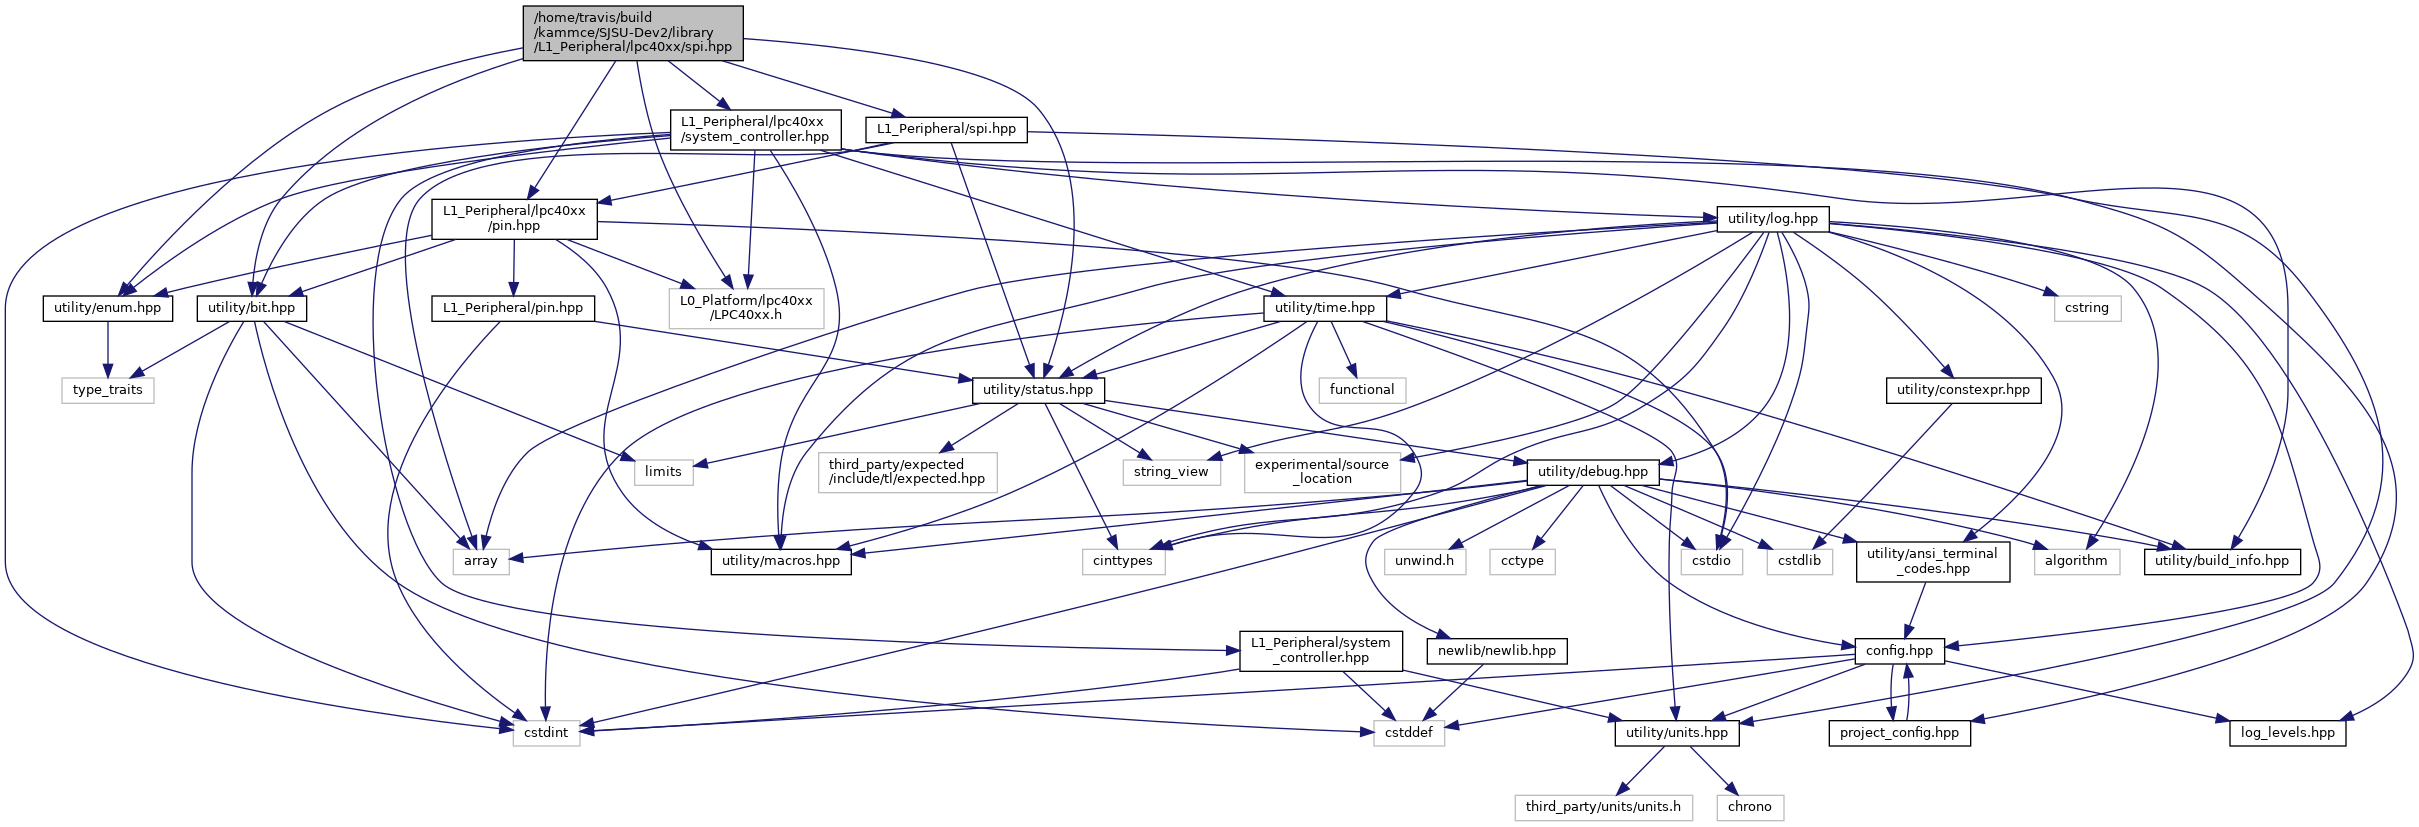 /home/travis/build
/kammce/SJSU-Dev2/library
/L1_Peripheral/lpc40xx/spi.hpp
L1_Peripheral/lpc40xx
/system_controller.hpp
L1_Peripheral/spi.hpp
L1_Peripheral/lpc40xx
/pin.hpp
utility/log.hpp
utility/enum.hpp
utility/bit.hpp
L1_Peripheral/pin.hpp
L0_Platform/lpc40xx
/LPC40xx.h
utility/time.hpp
cstring
type_traits
utility/status.hpp
functional
utility/constexpr.hpp
limits
third_party/expected
/include/tl/expected.hpp
string_view
experimental/source
_location
utility/debug.hpp
array
utility/macros.hpp
cinttypes
unwind.h
cctype
cstdio
cstdlib
utility/ansi_terminal
_codes.hpp
algorithm
utility/build_info.hpp
L1_Peripheral/system
_controller.hpp
newlib/newlib.hpp
config.hpp
cstdint
cstddef
utility/units.hpp
project_config.hpp
log_levels.hpp
third_party/units/units.h
chrono